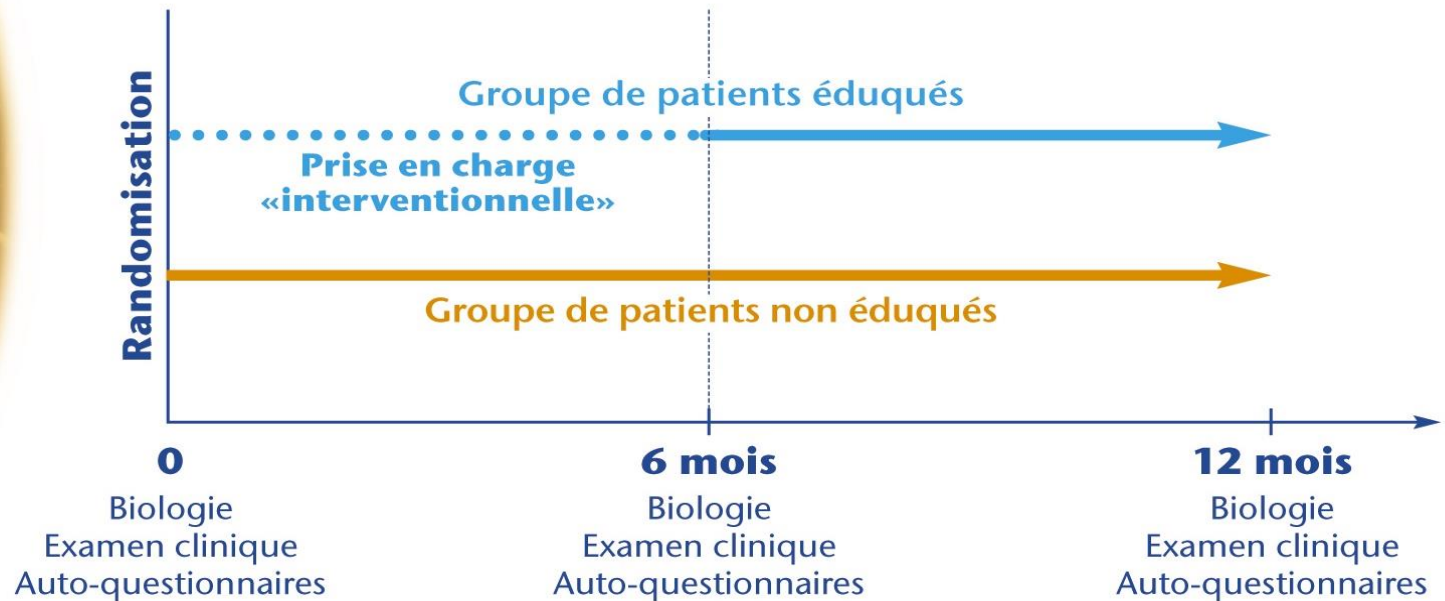 Randomisation
Groupe de patients éduqués
Prise en charge
«interventionnelle»
Groupe de patients non éduqués
0
Biologie
Examen clinique
Auto-questionnaires
6 mois
Biologie
Examen clinique
Auto-questionnaires
12 mois
Biologie
Examen clinique
Auto-questionnaires